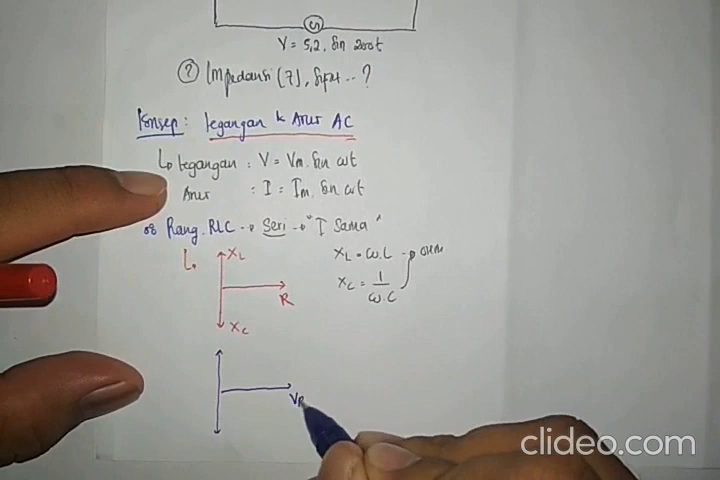 V = 5,2 . Sin 200t
? Impedansi (Z), Sifat .. ?
Konsep : Tegangan & Arus AC
↳ tegangan : V = Vm . Sin ωt
Arus : I = Im . Sin ωt
Rang. RLC → Seri → "I Sama"
XL
XL = ω.L → OHM
R
XC = 1/ω.C
XC
VR
clideo.com